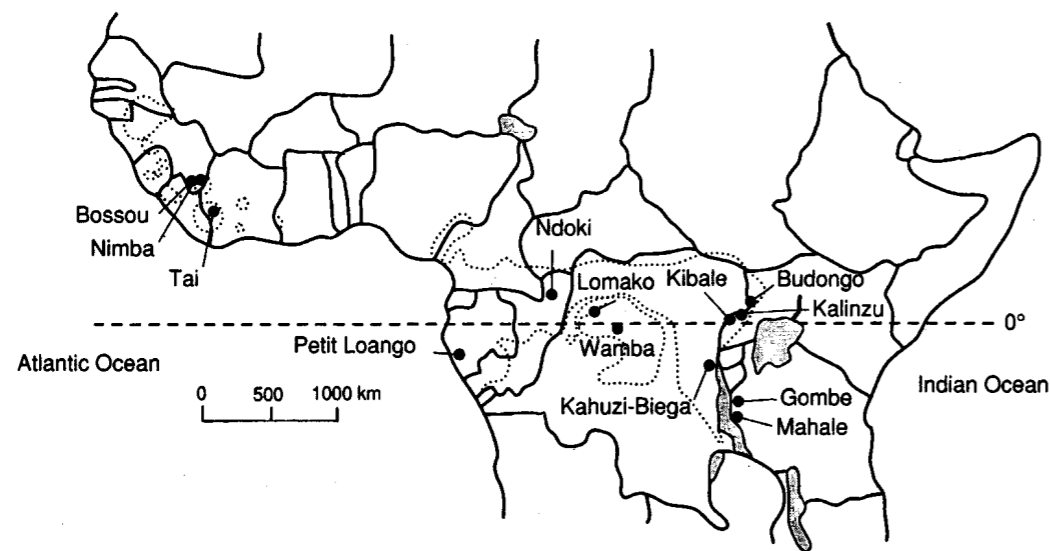 Bossou
Nimba
Tai
Ndoki
Lomako
Kibale
Budongo
Kalinzu
0°
Petit Loango
Wamba
Atlantic Ocean
Indian Ocean
0 500 1000 km
Kahuzi-Biega
Gombe
Mahale